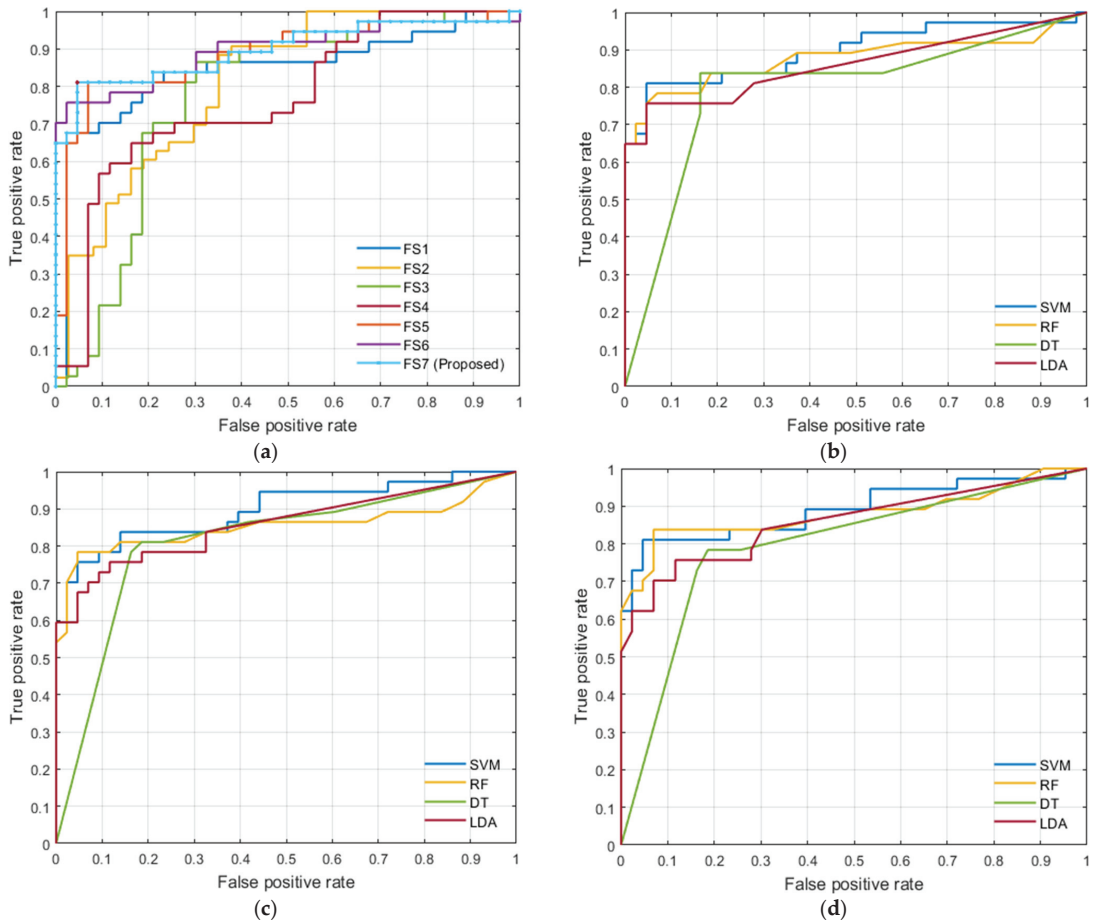 1
0.9
0.8
0.7
0.6
0.5
0.4
0.3
0.2
0.1
0
True positive rate
FS1
FS2
FS3
FS4
FS5
FS6
FS7 (Proposed)
0 0.1 0.2 0.3 0.4 0.5 0.6 0.7 0.8 0.9 1
False positive rate
(a)
1
0.9
0.8
0.7
0.6
0.5
0.4
0.3
0.2
0.1
0
True positive rate
SVM
RF
DT
LDA
0 0.1 0.2 0.3 0.4 0.5 0.6 0.7 0.8 0.9 1
False positive rate
(b)
1
0.9
0.8
0.7
0.6
0.5
0.4
0.3
0.2
0.1
0
True positive rate
SVM
RF
DT
LDA
0 0.1 0.2 0.3 0.4 0.5 0.6 0.7 0.8 0.9 1
False positive rate
(c)
1
0.9
0.8
0.7
0.6
0.5
0.4
0.3
0.2
0.1
0
True positive rate
SVM
RF
DT
LDA
0 0.1 0.2 0.3 0.4 0.5 0.6 0.7 0.8 0.9 1
False positive rate
(d)